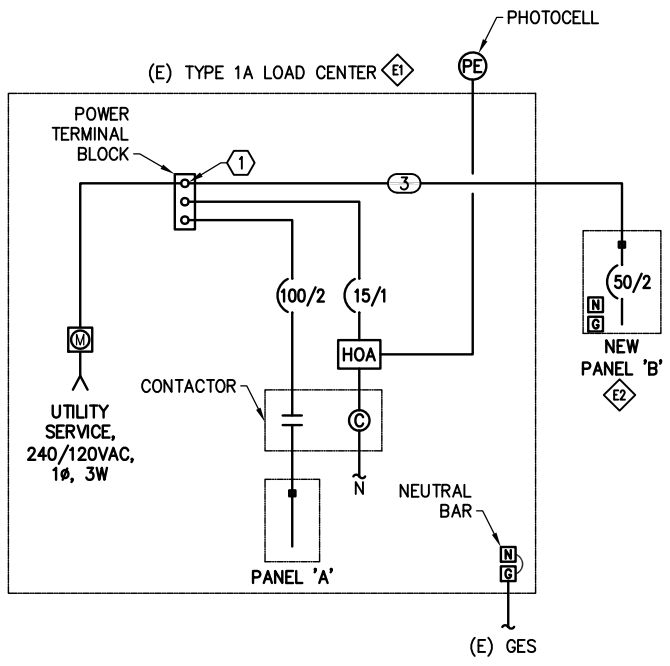 PHOTOCELL
(E) TYPE 1A LOAD CENTER E1
PE
POWER
TERMINAL
BLOCK
1
3
100/2
15/1
50/2
N
G
NEW
PANEL 'B'
E2
M
HOA
CONTACTOR
C
UTILITY
SERVICE,
240/120VAC,
1ø, 3W
N
NEUTRAL
BAR
N
G
PANEL 'A'
(E) GES